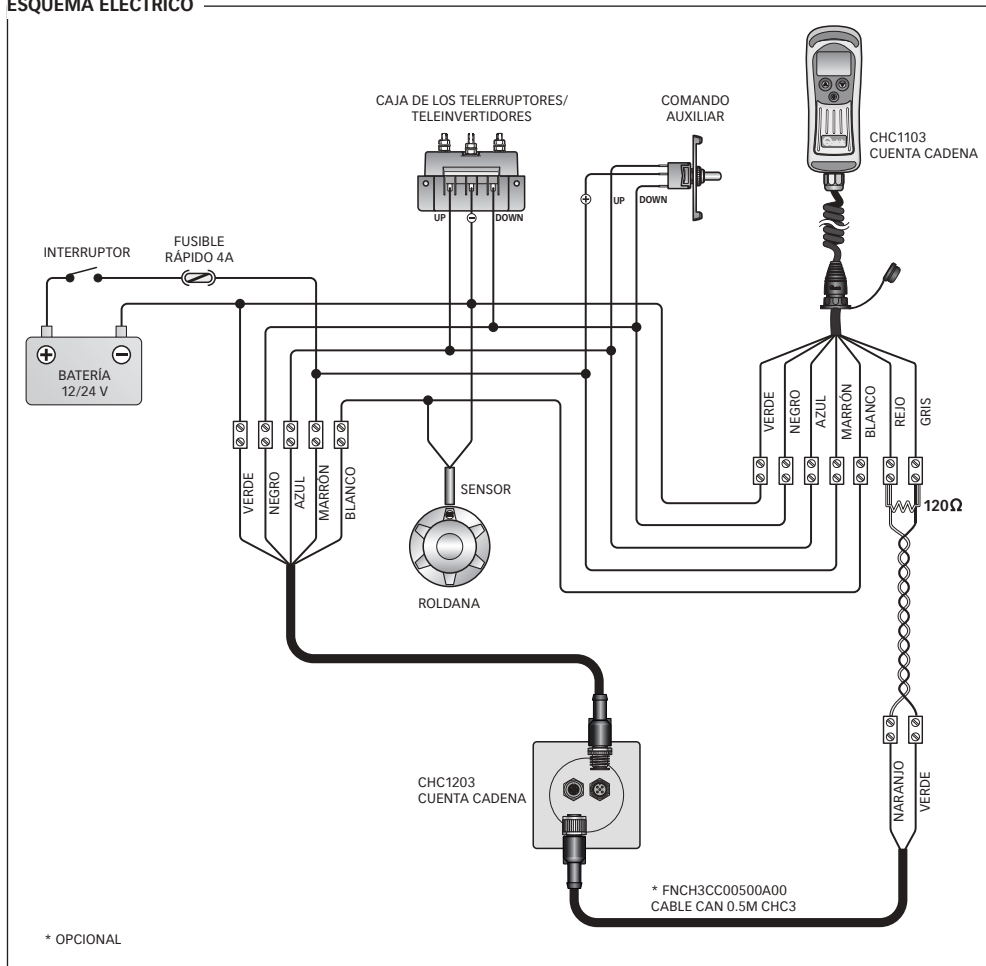 ESQUEMA ELÉCTRICO
CAJA DE LOS TELERRUPTORES/
TELEINVERTIDORES
COMANDO
AUXILIAR
CHC1103
CUENTA CADENA
UP
DOWN
UP
DOWN
INTERRUPTOR
FUSIBLE
RÁPIDO 4A
BATERÍA
12/24 V
VERDE
NEGRO
AZUL
MARRÓN
BLANCO
REJO
GRIS
VERDE
NEGRO
AZUL
MARRÓN
BLANCO
SENSOR
120Ω
ROLDANA
CHC1203
CUENTA CADENA
NARANJO
VERDE
* FNCH3CC00500A00
CABLE CAN 0.5M CHC3
* OPCIONAL